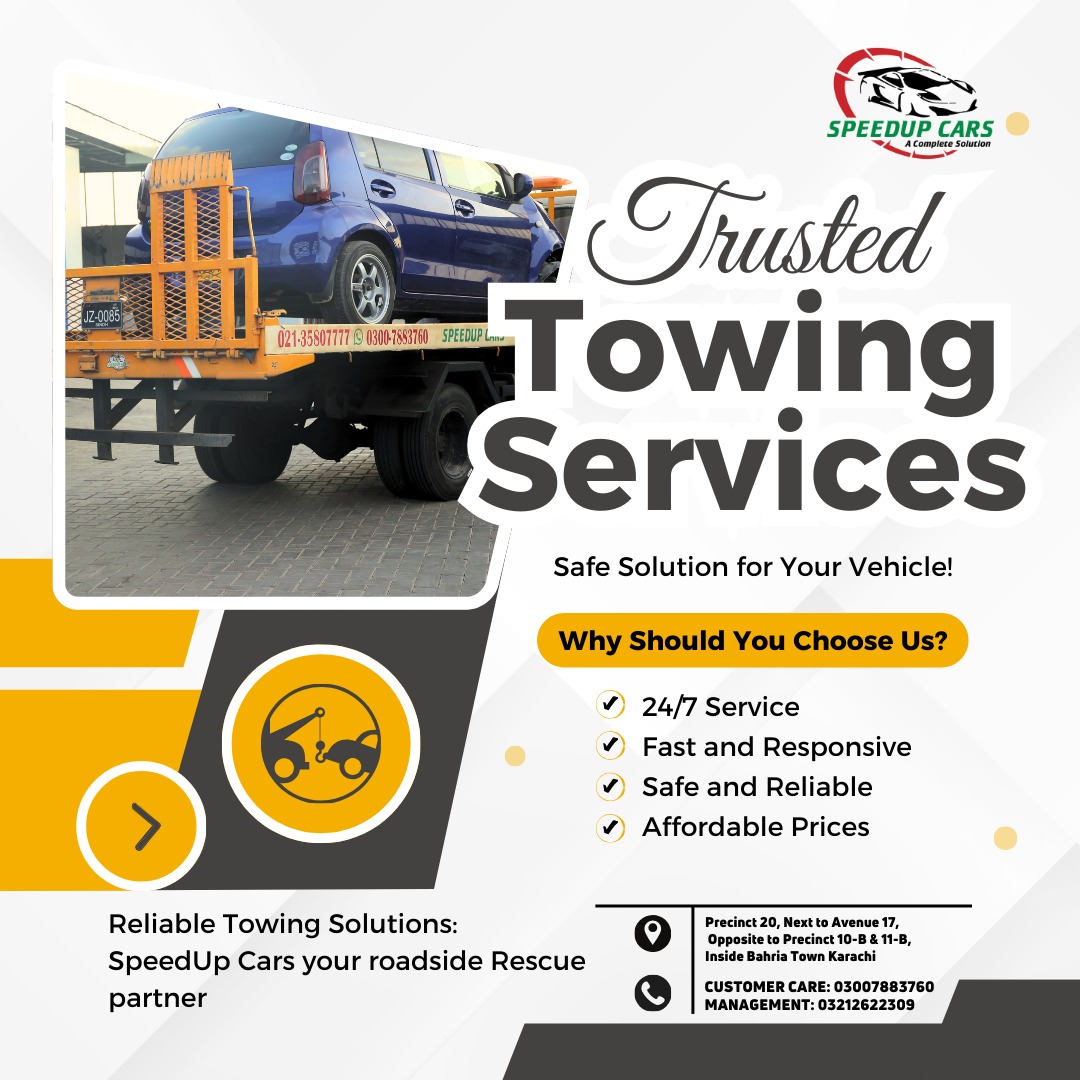 SPEEDUP CARS
A Complete Solution
Trusted
Towing
Services
JZ-0085
SINDH
021-35807777 0300-7883760 SPEEDUP CARS
Safe Solution for Your Vehicle!
Why Should You Choose Us?
24/7 Service
Fast and Responsive
Safe and Reliable
Affordable Prices
Reliable Towing Solutions:
SpeedUp Cars your roadside Rescue
partner
Precinct 20, Next to Avenue 17,
Opposite to Precinct 10-B & 11-B,
Inside Bahria Town Karachi
CUSTOMER CARE: 03007883760
MANAGEMENT: 03212622309